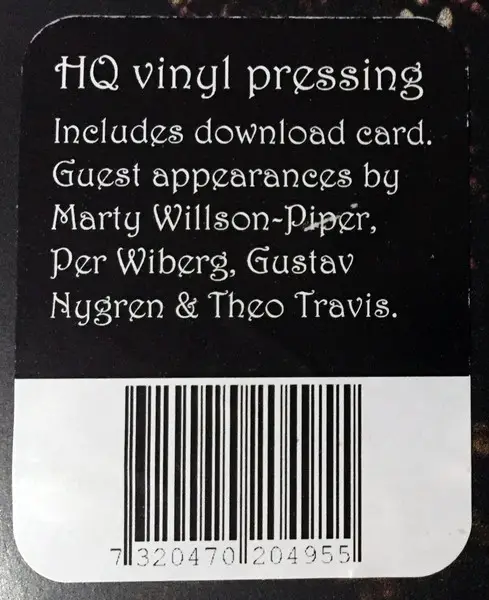 HQ vinyl pressing
Includes download card.
Guest appearances by
Marty Willson-Piper,
Per Wiberg, Gustav
Nygren & Theo Travis.
7 320470 204955